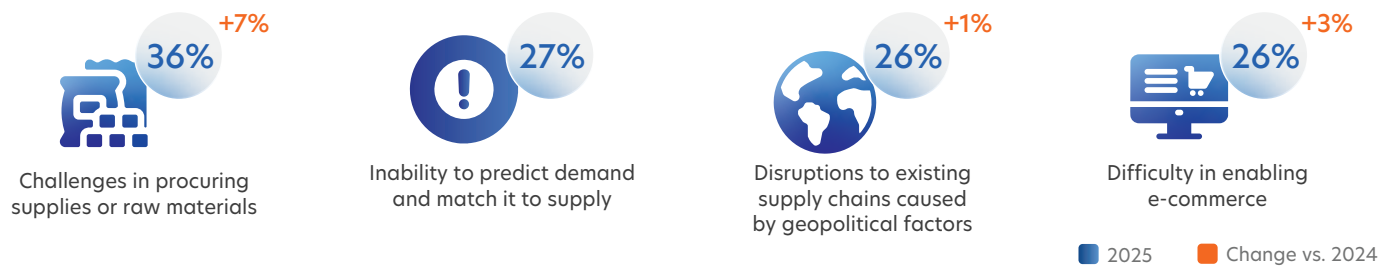 36%
+7%
Challenges in procuring
supplies or raw materials
27%
Inability to predict demand
and match it to supply
26%
+1%
Disruptions to existing
supply chains caused
by geopolitical factors
26%
+3%
Difficulty in enabling
e-commerce
2025
Change vs. 2024